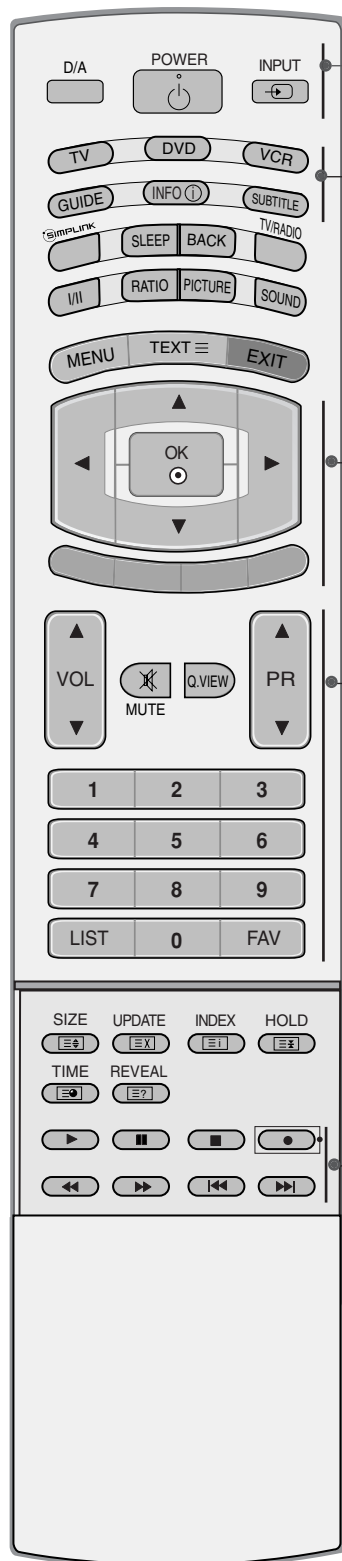 D/A POWER INPUT
TV DVD VCR
GUIDE INFO i SUBTITLE
SIMPLINK SLEEP BACK TV/RADIO
I/II RATIO PICTURE SOUND
MENU TEXT EXIT
OK
VOL Q.VIEW PR
MUTE
1 2 3
4 5 6
7 8 9
LIST 0 FAV
SIZE UPDATE INDEX HOLD
X i
TIME REVEAL
?